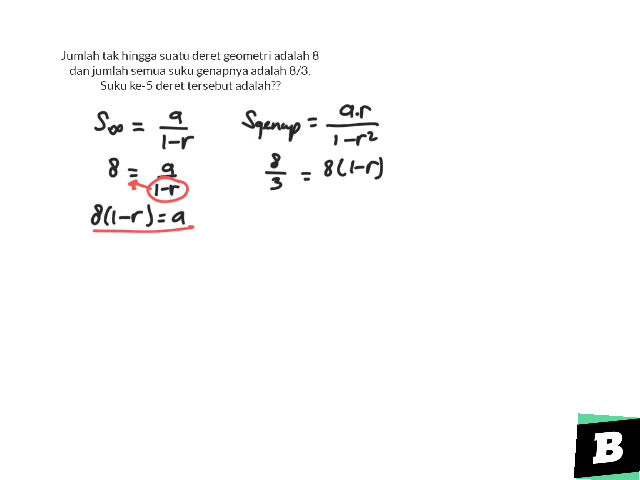 Jumlah tak hingga suatu deret geometri adalah 8
dan jumlah semua suku genapnya adalah 8/3.
Suku ke-5 deret tersebut adalah??
S∞ = a/(1-r)
8 = a/(1-r)
8(1-r) = a
Sgenap = a.r/(1-r²)
8/3 = 8(1-r)
B